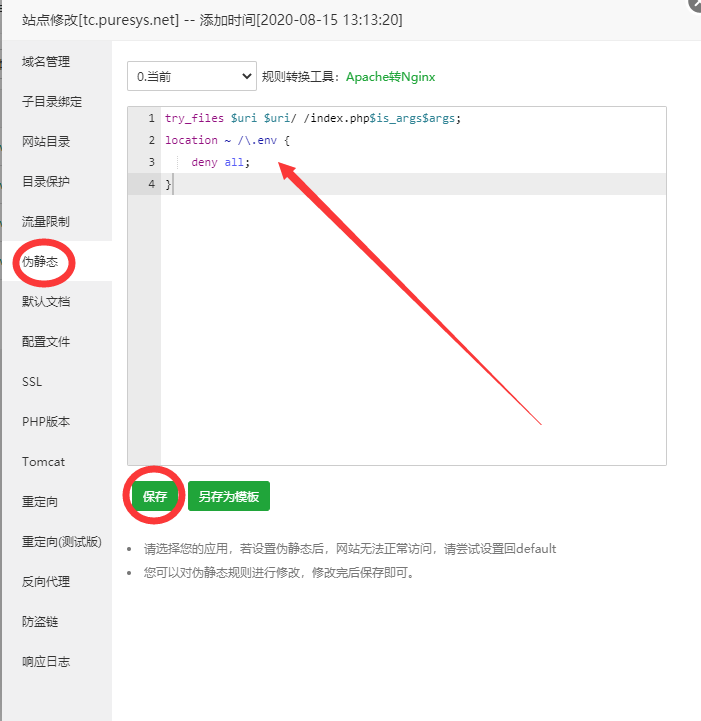 站点修改[tc.puresys.net] -- 添加时间[2020-08-15 13:13:20]
域名管理
子目录绑定
网站目录
目录保护
流量限制
伪静态
默认文档
配置文件
SSL
PHP版本
Tomcat
重定向
重定向(测试版)
反向代理
防盗链
响应日志
0.当前 规则转换工具：Apache转Nginx
1 try_files $uri $uri/ /index.php$is_args$args;
2 location ~ /\.env {
3 deny all;
4 }
保存 另存为模板
请选择您的应用，若设置伪静态后，网站无法正常访问，请尝试设置回default
您可以对伪静态规则进行修改，修改完后保存即可。